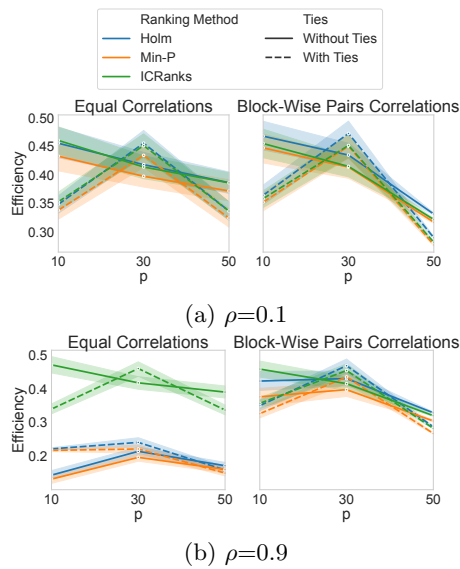 Ranking Method Ties
Holm Without Ties
Min-P With Ties
ICRanks
Equal Correlations Block-Wise Pairs Correlations
0.50
0.45
0.40
0.35
0.30
Efficiency
10 30 50 10 30 50
p p
(a) ρ=0.1
Equal Correlations Block-Wise Pairs Correlations
0.5
0.4
0.3
0.2
Efficiency
10 30 50 10 30 50
p p
(b) ρ=0.9